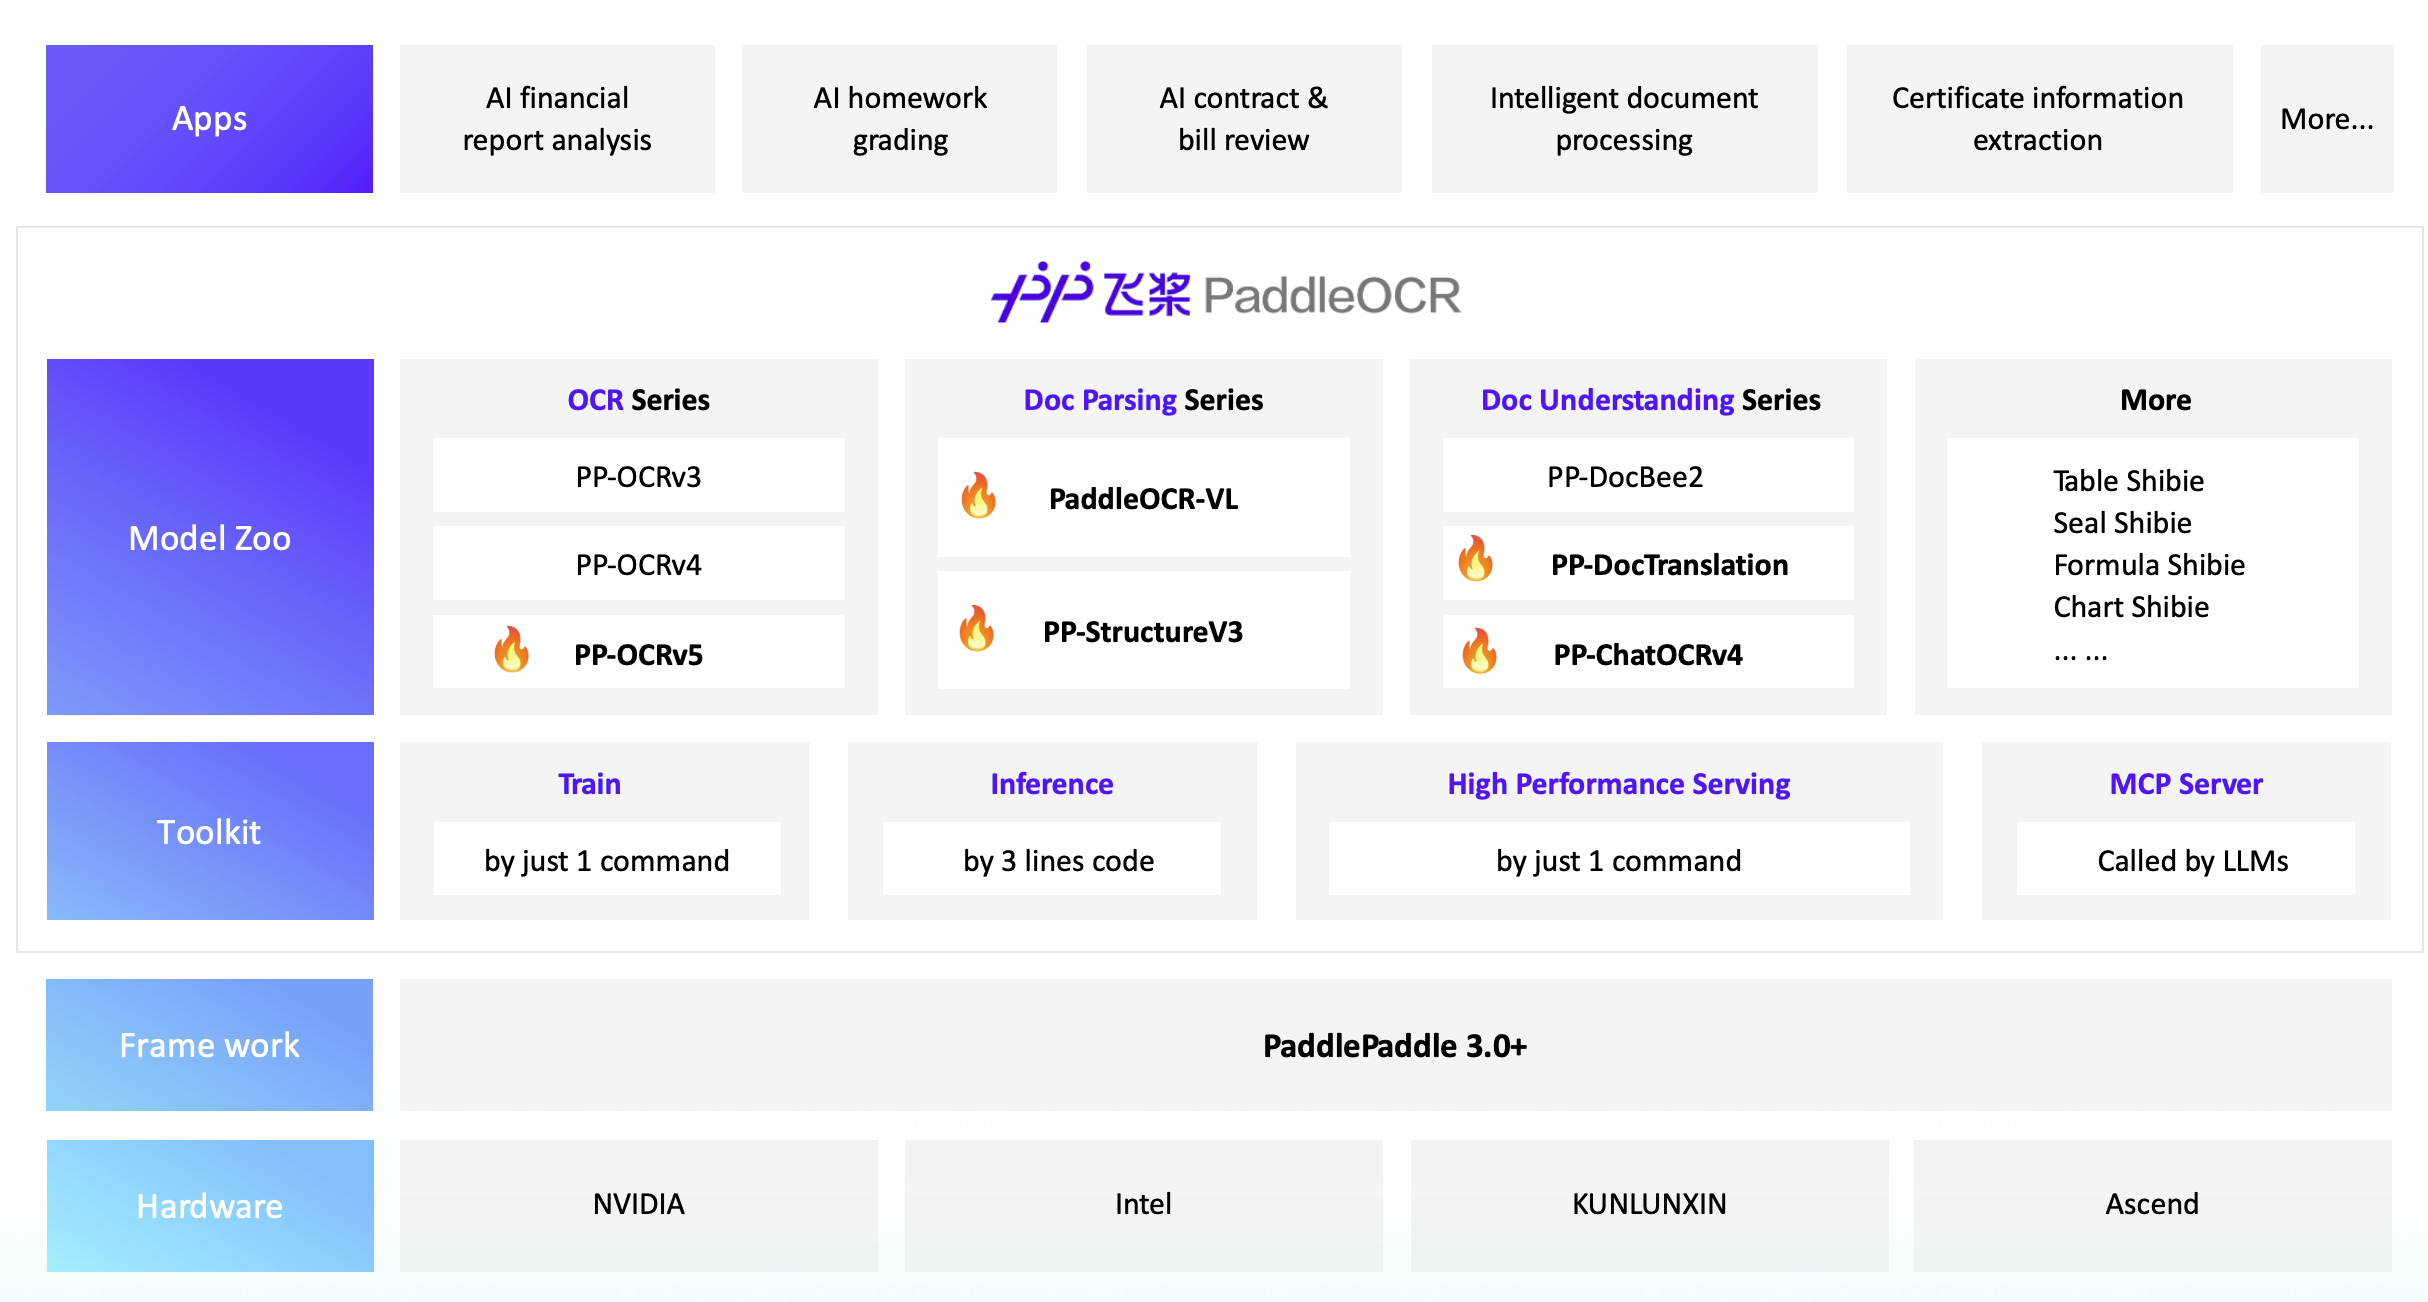 Apps
AI financial
report analysis
AI homework
grading
AI contract &
bill review
Intelligent document
processing
Certificate information
extraction
More...
飞桨 PaddleOCR
Model Zoo
OCR Series
PP-OCRv3
PP-OCRv4
PP-OCRv5
Doc Parsing Series
PaddleOCR-VL
PP-StructureV3
Doc Understanding Series
PP-DocBee2
PP-DocTranslation
PP-ChatOCRv4
More
Table Shibie
Seal Shibie
Formula Shibie
Chart Shibie
... ...
Toolkit
Train
by just 1 command
Inference
by 3 lines code
High Performance Serving
by just 1 command
MCP Server
Called by LLMs
Frame work
PaddlePaddle 3.0+
Hardware
NVIDIA
Intel
KUNLUNXIN
Ascend